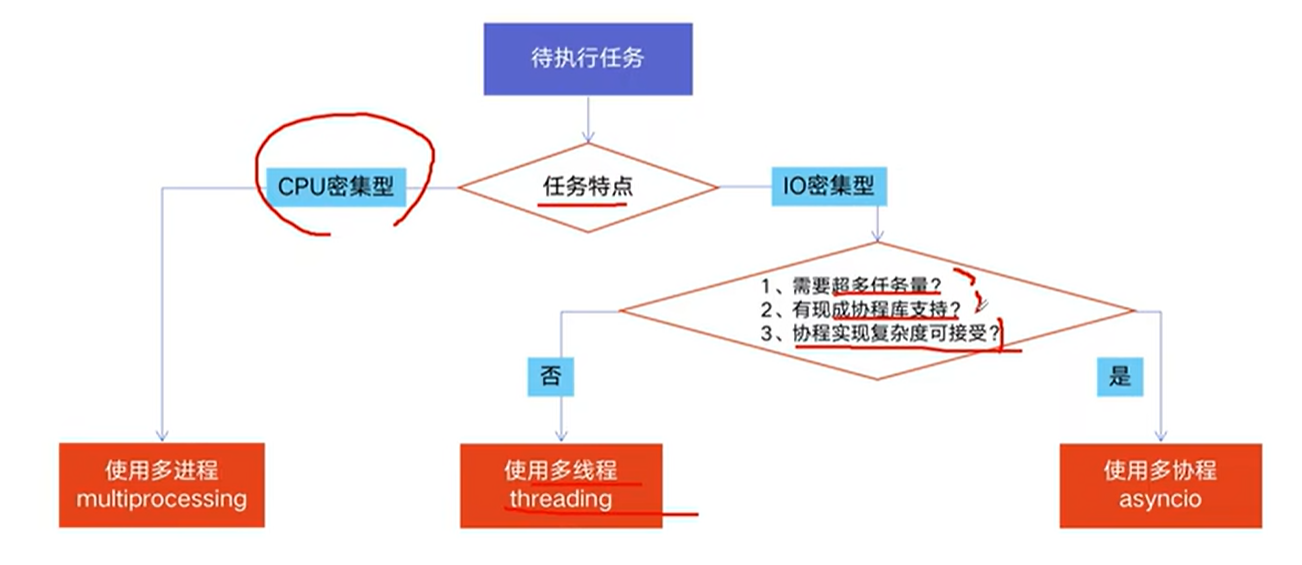 待执行任务
CPU密集型
任务特点
IO密集型
1、需要超多任务量?
2、有现成协程库支持?
3、协程实现复杂度可接受?
否
是
使用多进程
multiprocessing
使用多线程
threading
使用多协程
asyncio